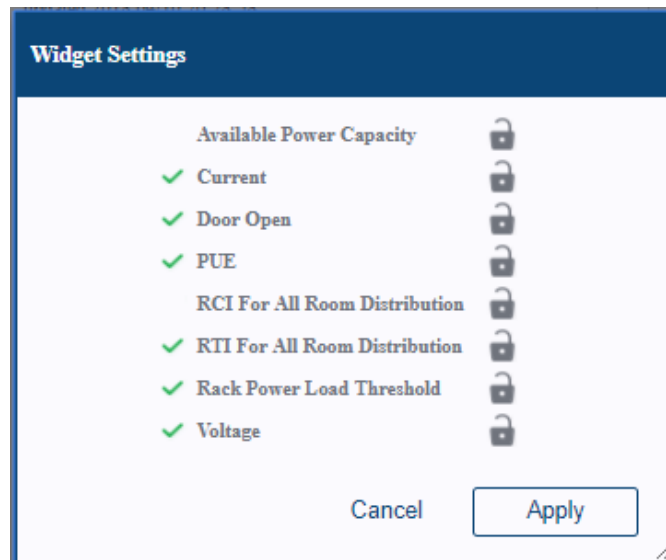 Widget Settings
Available Power Capacity
Current
Door Open
PUE
RCI For All Room Distribution
RTI For All Room Distribution
Rack Power Load Threshold
Voltage
Cancel Apply